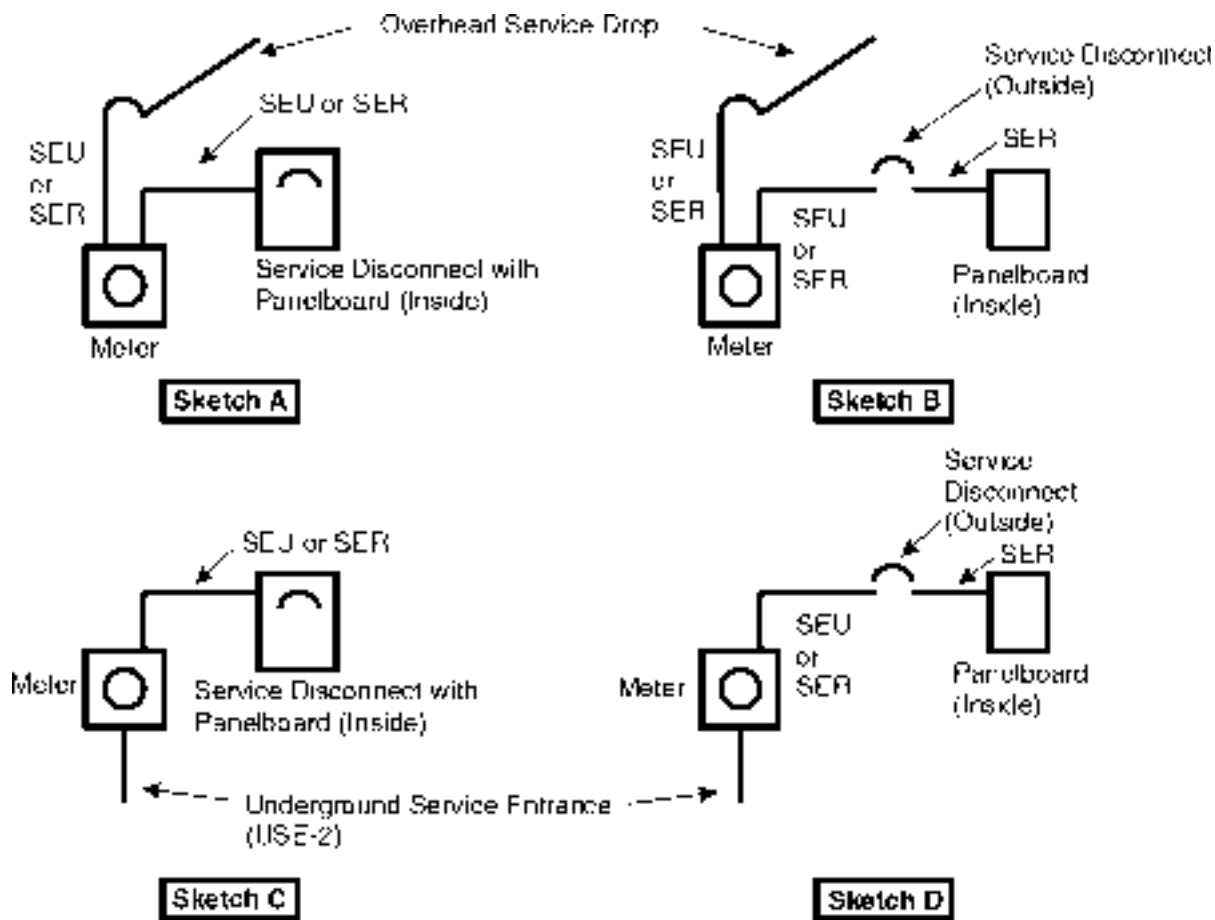 Overhead Service Drop
SEU or SER
SEU
or
SER
Service Disconnect with
Panelboard (Inside)
Meter
Sketch A
Service Disconnect
(Outside)
SER
SEU
or
SER
SEU
or
SER
Panelboard
(Inside)
Meter
Sketch B
SEU or SER
Meter
Service Disconnect with
Panelboard (Inside)
Underground Service Entrance
(USE-2)
Sketch C
Service
Disconnect
(Outside)
SER
SEU
or
SER
Meter
Panelboard
(Inside)
Sketch D